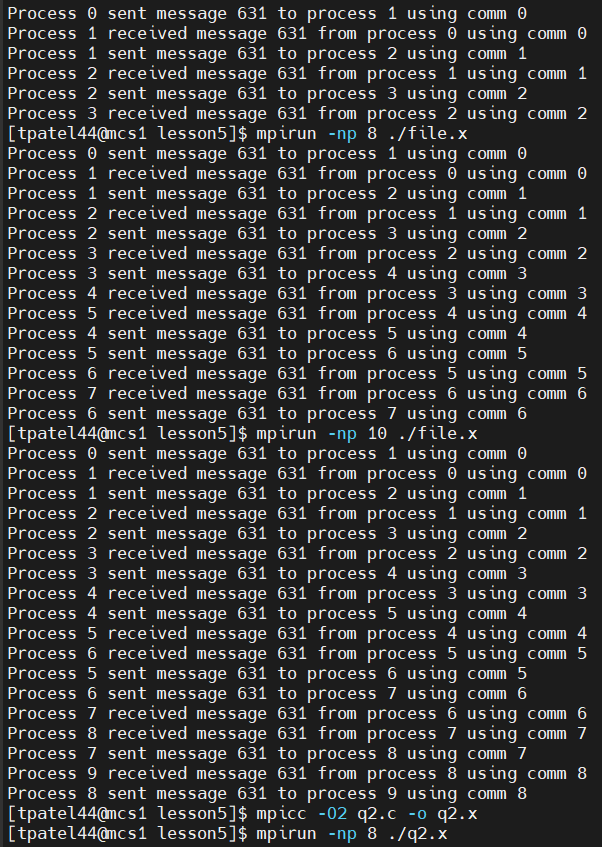 Process 0 sent message 631 to process 1 using comm 0
Process 1 received message 631 from process 0 using comm 0
Process 1 sent message 631 to process 2 using comm 1
Process 2 received message 631 from process 1 using comm 1
Process 2 sent message 631 to process 3 using comm 2
Process 3 received message 631 from process 2 using comm 2
[tpatel44@mcs1 lesson5]$ mpirun -np 8 ./file.x
Process 0 sent message 631 to process 1 using comm 0
Process 1 received message 631 from process 0 using comm 0
Process 1 sent message 631 to process 2 using comm 1
Process 2 received message 631 from process 1 using comm 1
Process 2 sent message 631 to process 3 using comm 2
Process 3 received message 631 from process 2 using comm 2
Process 3 sent message 631 to process 4 using comm 3
Process 4 received message 631 from process 3 using comm 3
Process 5 received message 631 from process 4 using comm 4
Process 4 sent message 631 to process 5 using comm 4
Process 5 sent message 631 to process 6 using comm 5
Process 6 received message 631 from process 5 using comm 5
Process 7 received message 631 from process 6 using comm 6
Process 6 sent message 631 to process 7 using comm 6
[tpatel44@mcs1 lesson5]$ mpirun -np 10 ./file.x
Process 0 sent message 631 to process 1 using comm 0
Process 1 received message 631 from process 0 using comm 0
Process 1 sent message 631 to process 2 using comm 1
Process 2 received message 631 from process 1 using comm 1
Process 2 sent message 631 to process 3 using comm 2
Process 3 received message 631 from process 2 using comm 2
Process 3 sent message 631 to process 4 using comm 3
Process 4 received message 631 from process 3 using comm 3
Process 4 sent message 631 to process 5 using comm 4
Process 5 received message 631 from process 4 using comm 4
Process 6 received message 631 from process 5 using comm 5
Process 5 sent message 631 to process 6 using comm 5
Process 6 sent message 631 to process 7 using comm 6
Process 7 received message 631 from process 6 using comm 6
Process 8 received message 631 from process 7 using comm 7
Process 7 sent message 631 to process 8 using comm 7
Process 9 received message 631 from process 8 using comm 8
Process 8 sent message 631 to process 9 using comm 8
[tpatel44@mcs1 lesson5]$ mpicc -O2 q2.c -o q2.x
[tpatel44@mcs1 lesson5]$ mpirun -np 8 ./q2.x